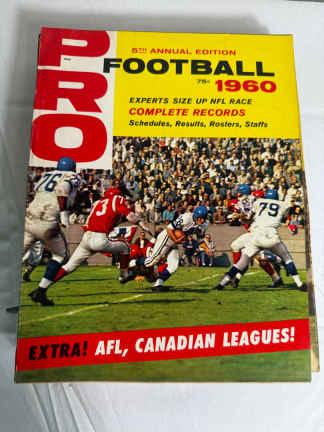 PRO
5TH ANNUAL EDITION
FOOTBALL
75¢ 1960
EXPERTS SIZE UP NFL RACE
COMPLETE RECORDS
Schedules, Results, Rosters, Staffs
76
73
79
EXTRA! AFL, CANADIAN LEAGUES!